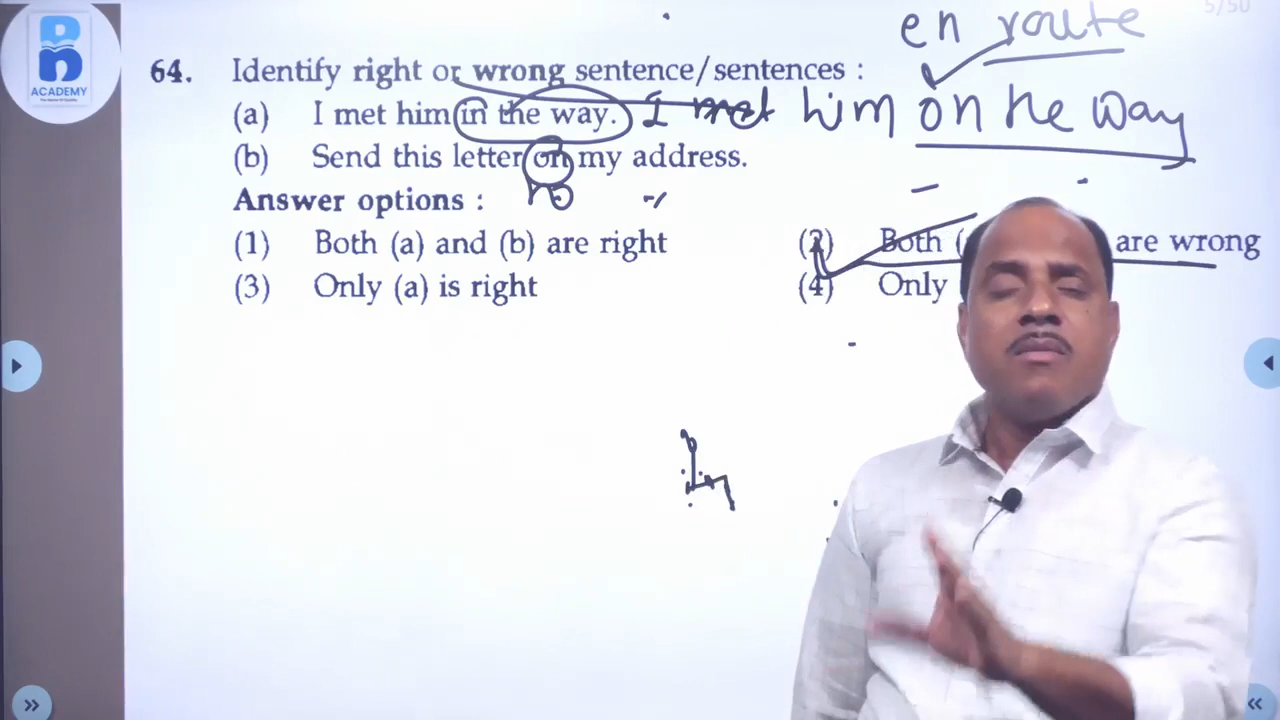 5/50
en route
ACADEMY
64. Identify right or wrong sentence/sentences :
(a) I met him in the way. I met him on the way
(b) Send this letter on my address.
to
Answer options :
(1) Both (a) and (b) are right (2) Both ( are wrong
(3) Only (a) is right (4) Only